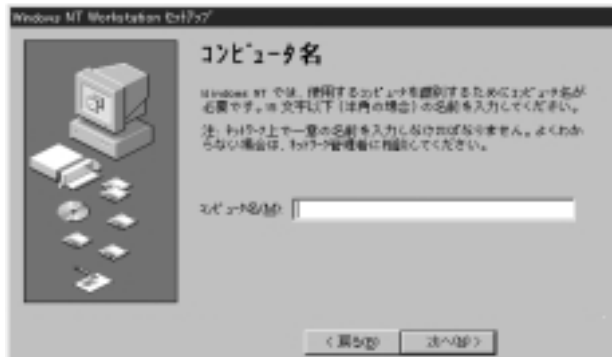 Windows NT Workstation ｾｯﾄｱｯﾌﾟ
コンピュータ名
Windows NT では、使用するｺﾝﾋﾟｭｰﾀを識別するためにｺﾝﾋﾟｭｰﾀ名が
必要です。15 文字以下 (半角の場合) の名前を入力してください。
注: ﾈｯﾄﾜｰｸ上で一意の名前を入力しなければなりません。よくわか
らない場合は、ﾈｯﾄﾜｰｸ管理者に相談してください。
ｺﾝﾋﾟｭｰﾀ名(M):
< 戻る(B)
次へ(N) >